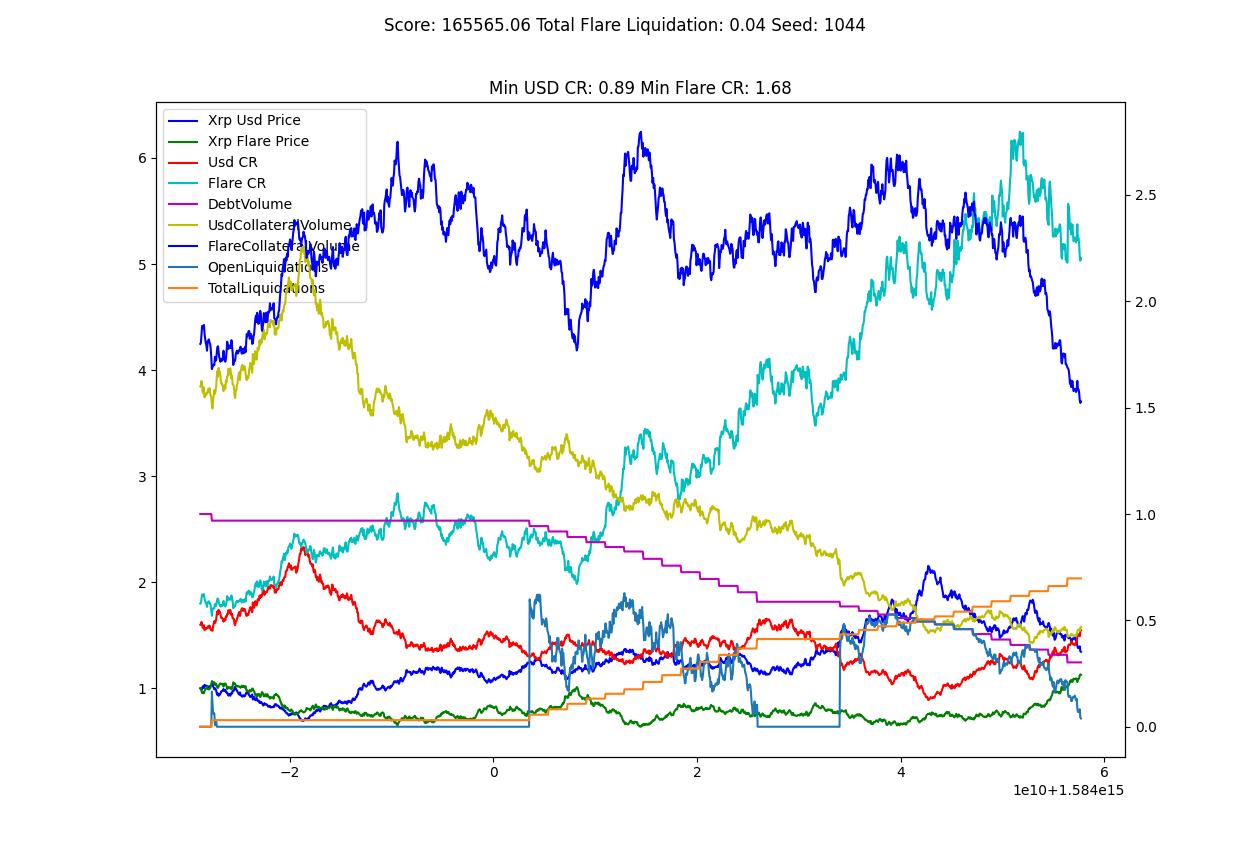 Score: 165565.06 Total Flare Liquidation: 0.04 Seed: 1044
Min USD CR: 0.89 Min Flare CR: 1.68
Xrp Usd Price
Xrp Flare Price
Usd CR
Flare CR
DebtVolume
UsdCollateralVolume
FlareCollateralVolume
OpenLiquidations
TotalLiquidations
6
5
4
3
2
1
2.5
2.0
1.5
1.0
0.5
0.0
−2
0
2
4
6
1e10+1.584e15